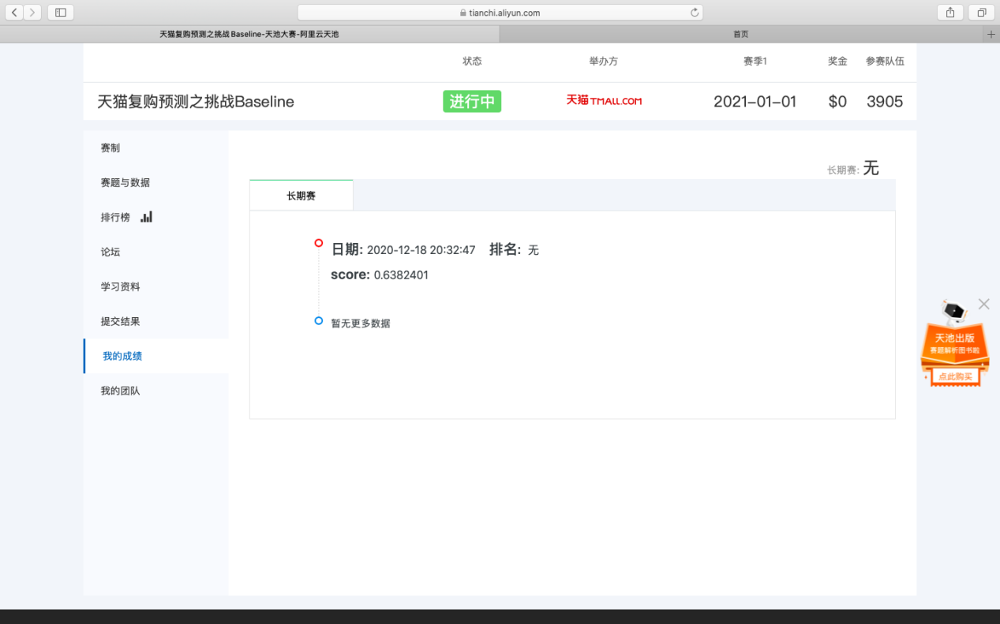 tianchi.aliyun.com
天猫复购预测之挑战Baseline-天池大赛-阿里云天池
首页
状态 举办方 赛季1 奖金 参赛队伍
天猫复购预测之挑战Baseline 进行中 天猫TMALL.COM 2021-01-01 $0 3905
赛制
赛题与数据
排行榜
论坛
学习资料
提交结果
我的成绩
我的团队
长期赛: 无
长期赛
日期: 2020-12-18 20:32:47 排名: 无
score: 0.6382401
暂无更多数据
天池出版
赛题解析图书啦
点此购买